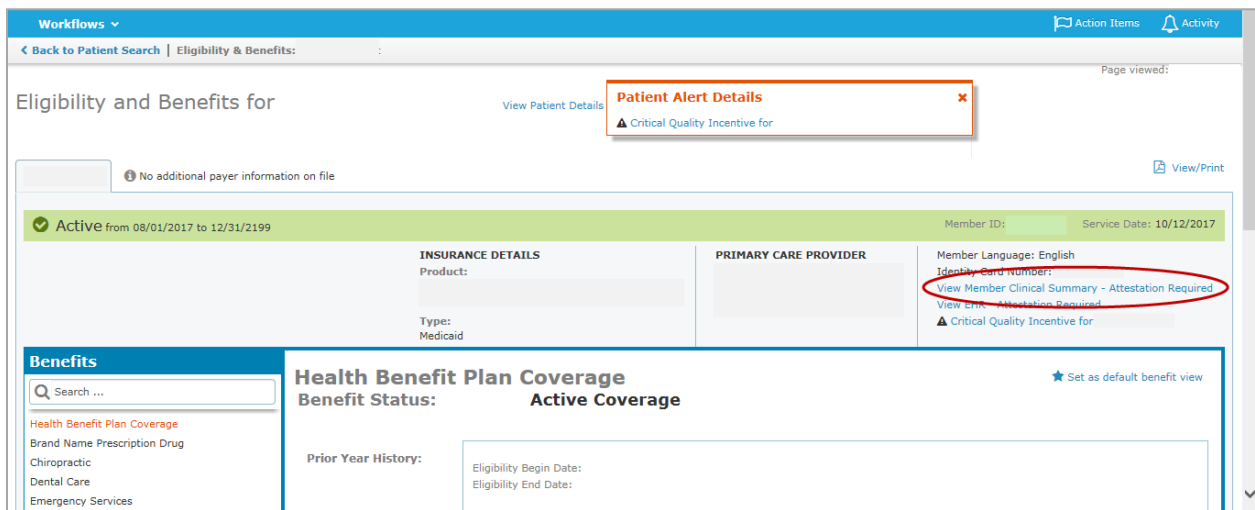 Workflows
Action Items
Activity
Back to Patient Search | Eligibility & Benefits: :
Page viewed:
Eligibility and Benefits for
View Patient Details
Patient Alert Details
Critical Quality Incentive for
No additional payer information on file
View/Print
Active from 08/01/2017 to 12/31/2199
Member ID:
Service Date: 10/12/2017
INSURANCE DETAILS
Product:
Type:
Medicaid
PRIMARY CARE PROVIDER
Member Language: English
Identity Card Number:
View Member Clinical Summary - Attestation Required
View EHR - Attestation Required
Critical Quality Incentive for
Benefits
Search ...
Health Benefit Plan Coverage
Brand Name Prescription Drug
Chiropractic
Dental Care
Emergency Services
Health Benefit Plan Coverage
Set as default benefit view
Benefit Status: Active Coverage
Prior Year History:
Eligibility Begin Date:
Eligibility End Date: